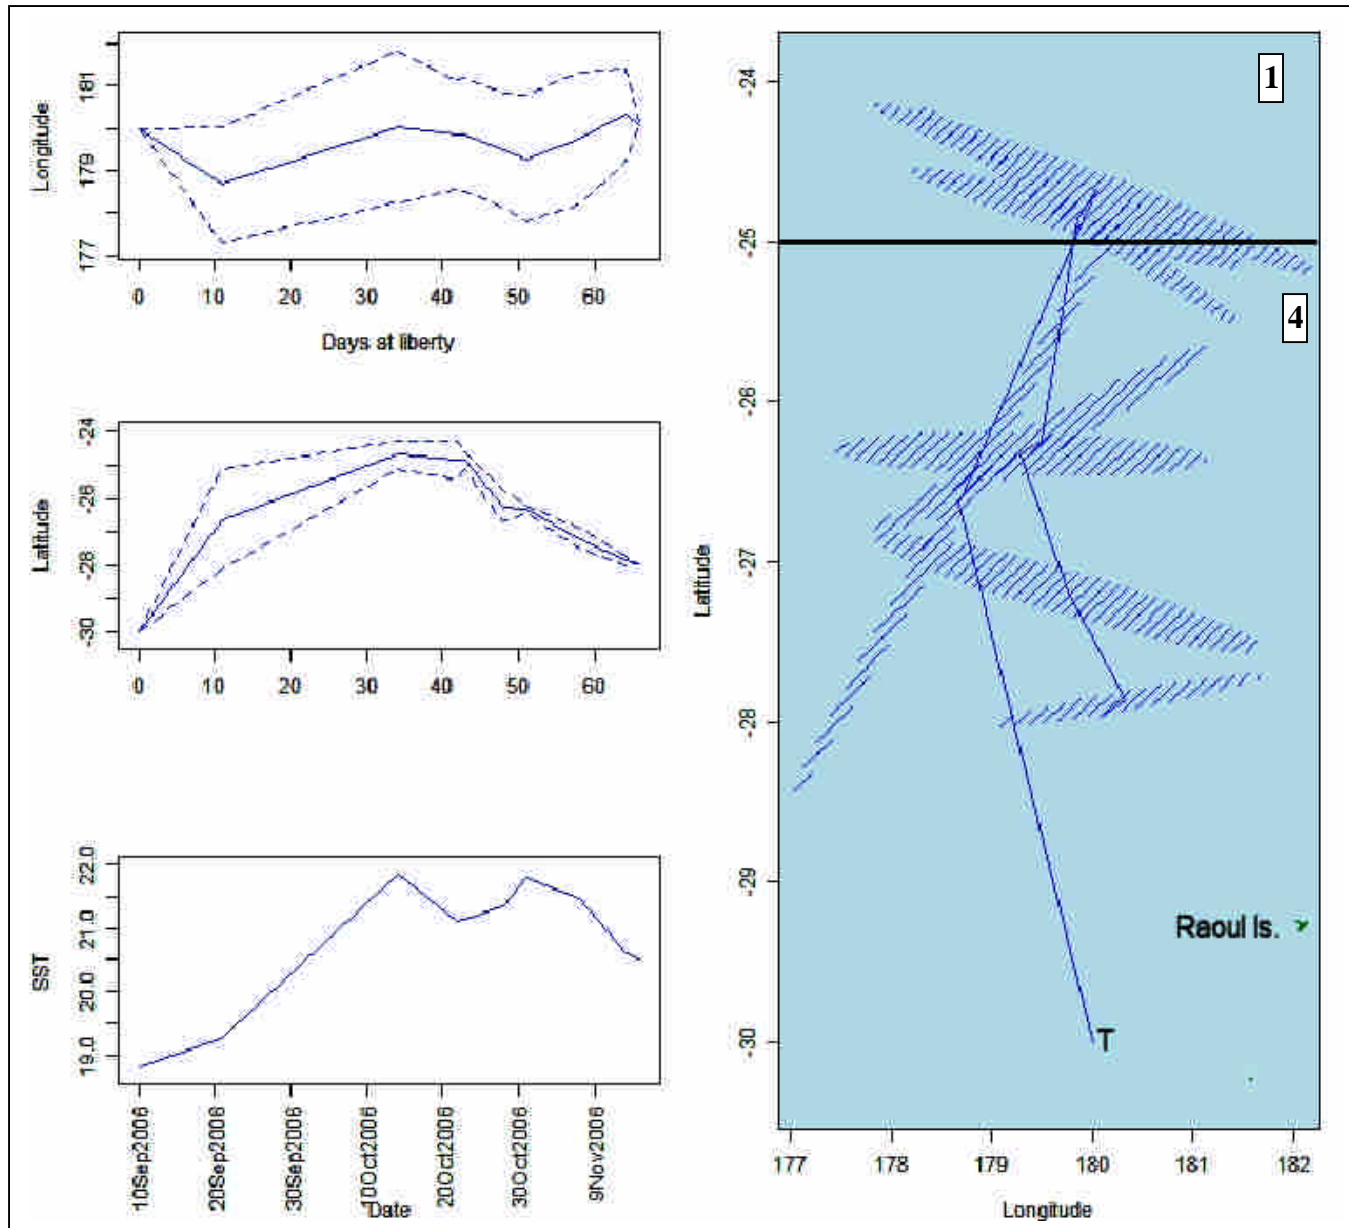 Longitude
177 179 181
0 10 20 30 40 50 60
Days at liberty
Latitude
-30 -28 -26 -24
0 10 20 30 40 50 60
SST
19.0 20.0 21.0 22.0
10Sep2006 20Sep2006 30Sep2006 10Oct2006 20Oct2006 30Oct2006 9Nov2006
Date
Latitude
-30 -29 -28 -27 -26 -25 -24
1
4
Raoul Is.
T
177 178 179 180 181 182
Longitude